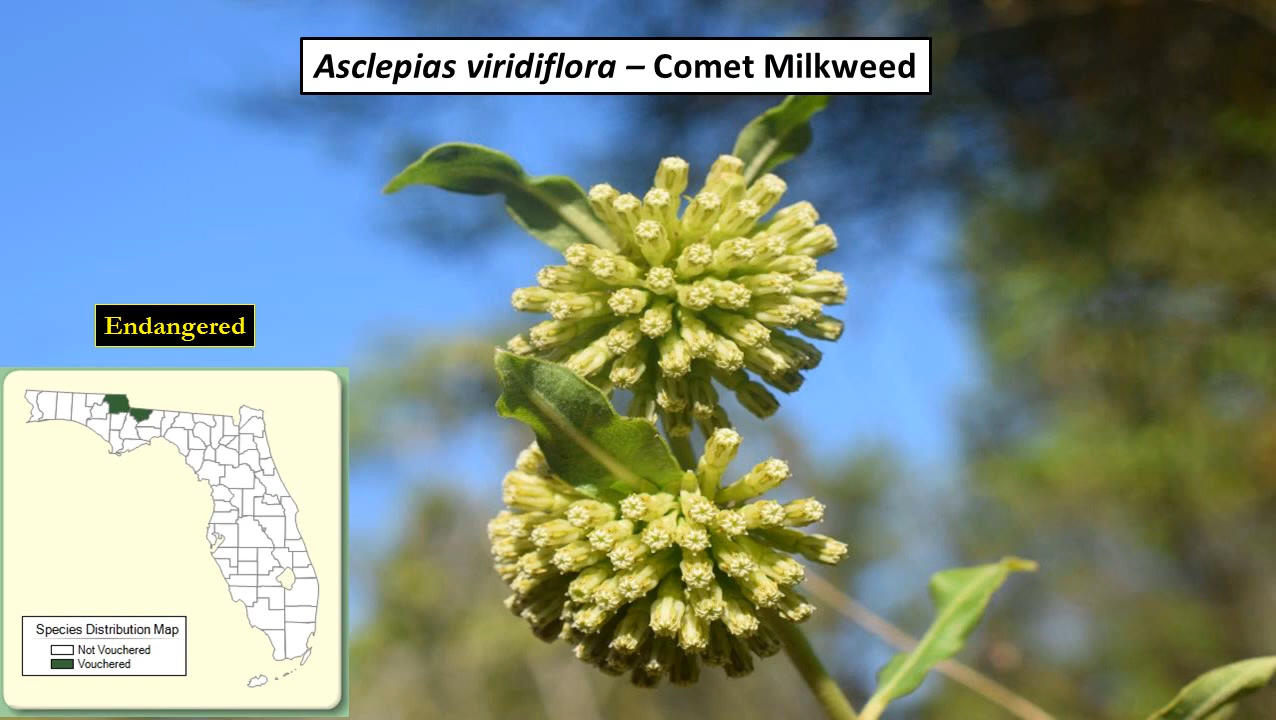 Asclepias viridiflora – Comet Milkweed
Endangered
Species Distribution Map
Not Vouchered
Vouchered